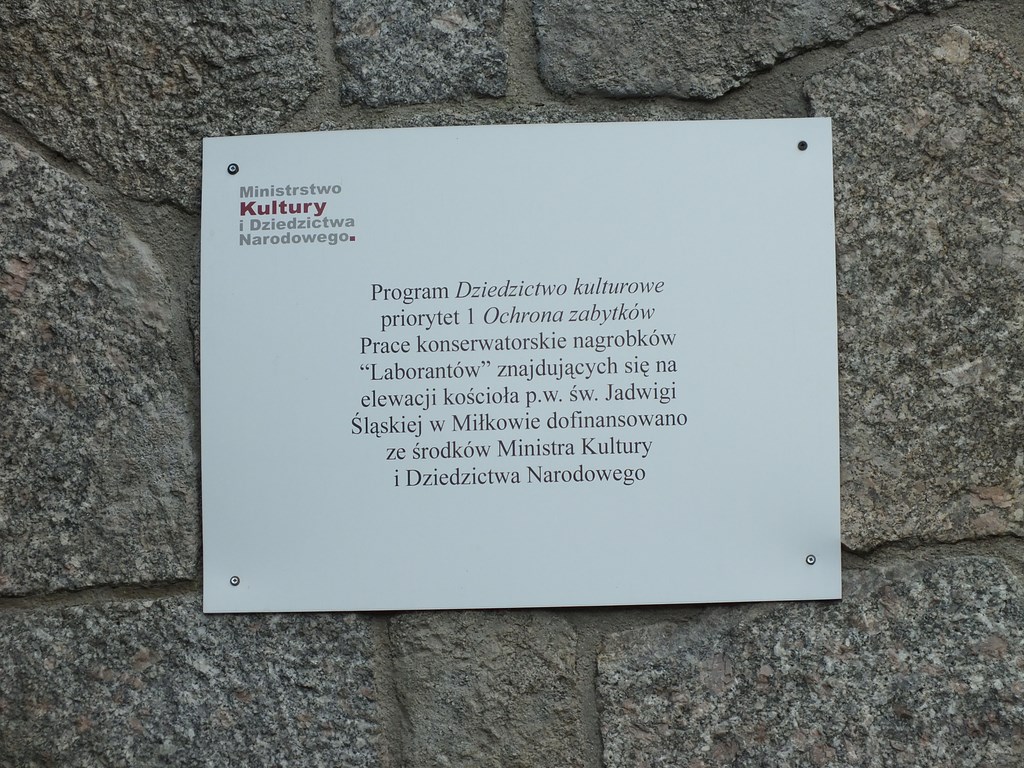 Ministrstwo
Kultury
i Dziedzictwa
Narodowego.
Program Dziedzictwo kulturowe
priorytet 1 Ochrona zabytków
Prace konserwatorskie nagrobków
“Laborantów” znajdujących się na
elewacji kościoła p.w. św. Jadwigi
Śląskiej w Miłkowie dofinansowano
ze środków Ministra Kultury
i Dziedzictwa Narodowego